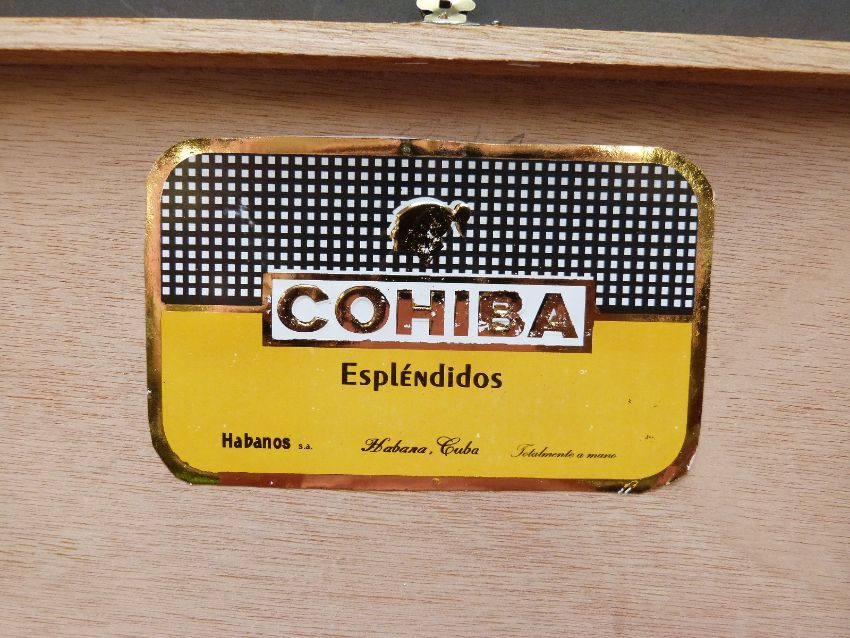 COHIBA
EsplÉNdidos
Habanos s.a. Habana, Cuba Totalmente a mano